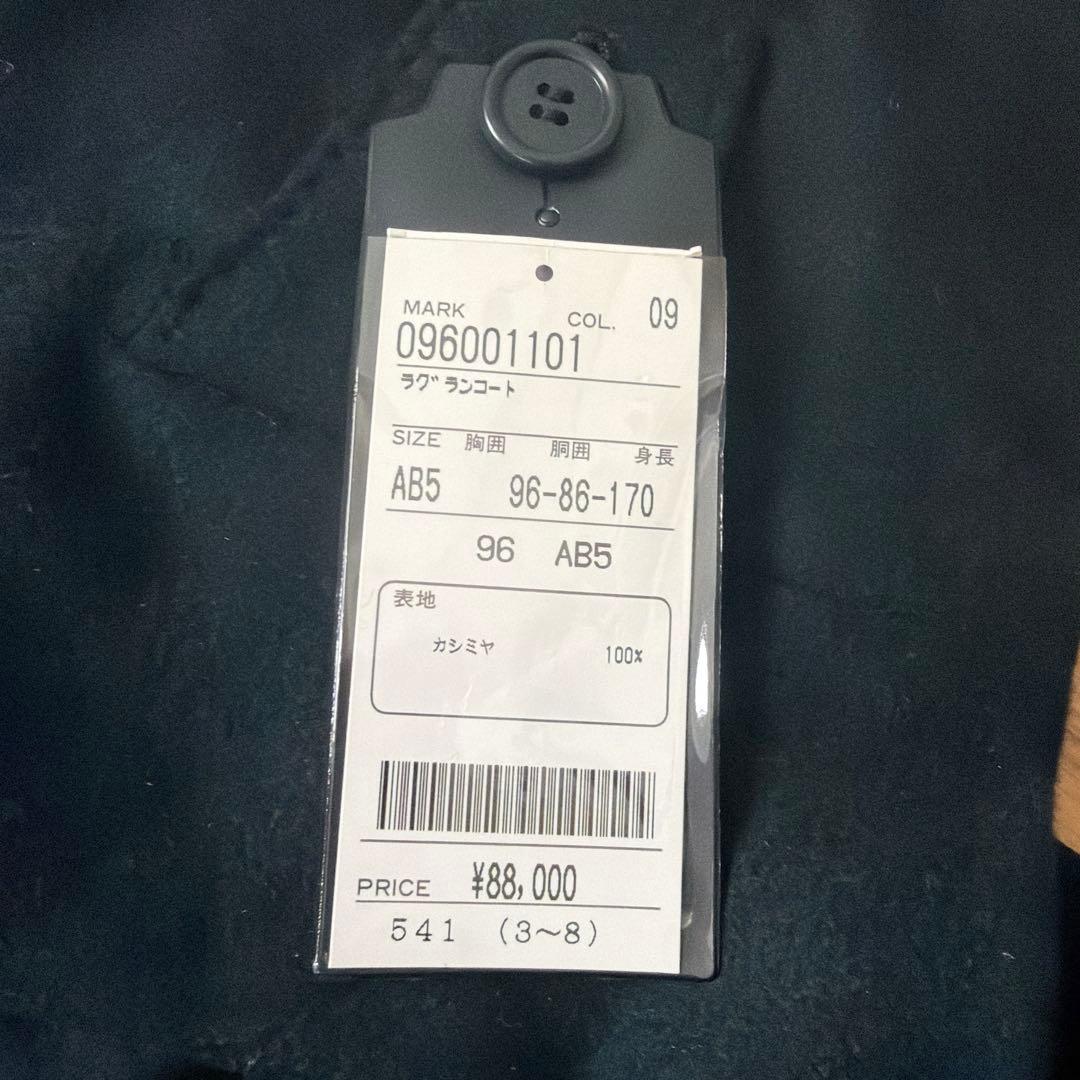 MARK COL. 09
096001101
ラグランコート
SIZE 胸囲 胴囲 身長
AB5 96-86-170
96 AB5
表地
カシミヤ 100%
PRICE ¥88,000
541 (3～8)